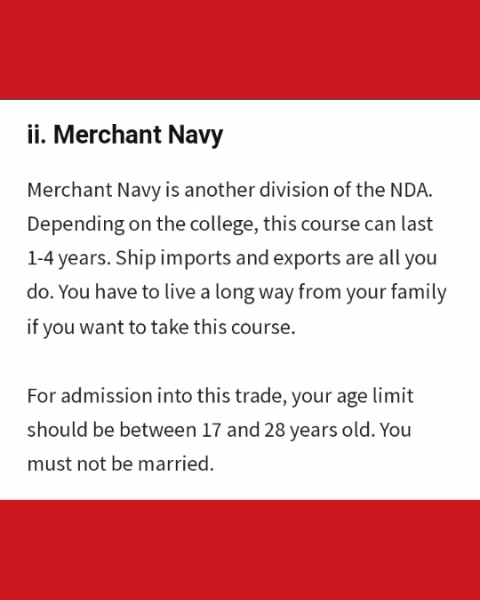 ii. Merchant Navy
Merchant Navy is another division of the NDA.
Depending on the college, this course can last
1-4 years. Ship imports and exports are all you
do. You have to live a long way from your family
if you want to take this course.
For admission into this trade, your age limit
should be between 17 and 28 years old. You
must not be married.